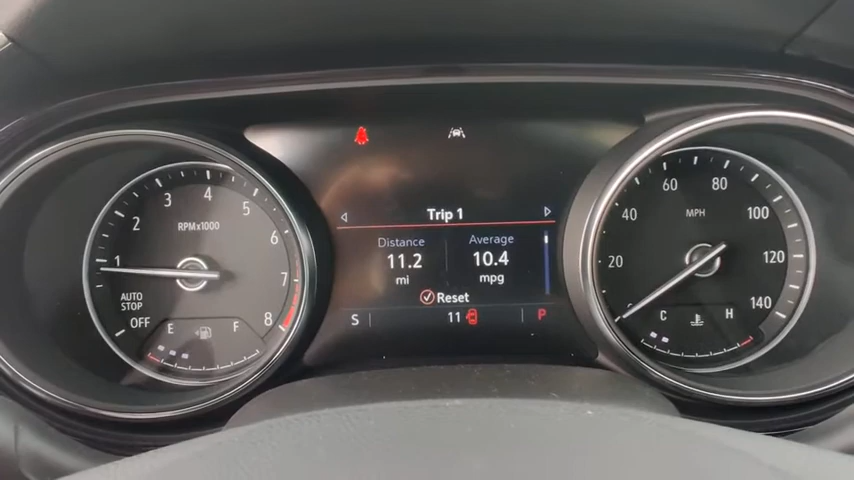 Trip 1
Distance
11.2
mi
Average
10.4
mpg
Reset
S
11
P
1
2
3
4
5
6
7
8
RPMx1000
AUTO
STOP
OFF
E
F
20
40
60
80
100
120
140
MPH
C
H